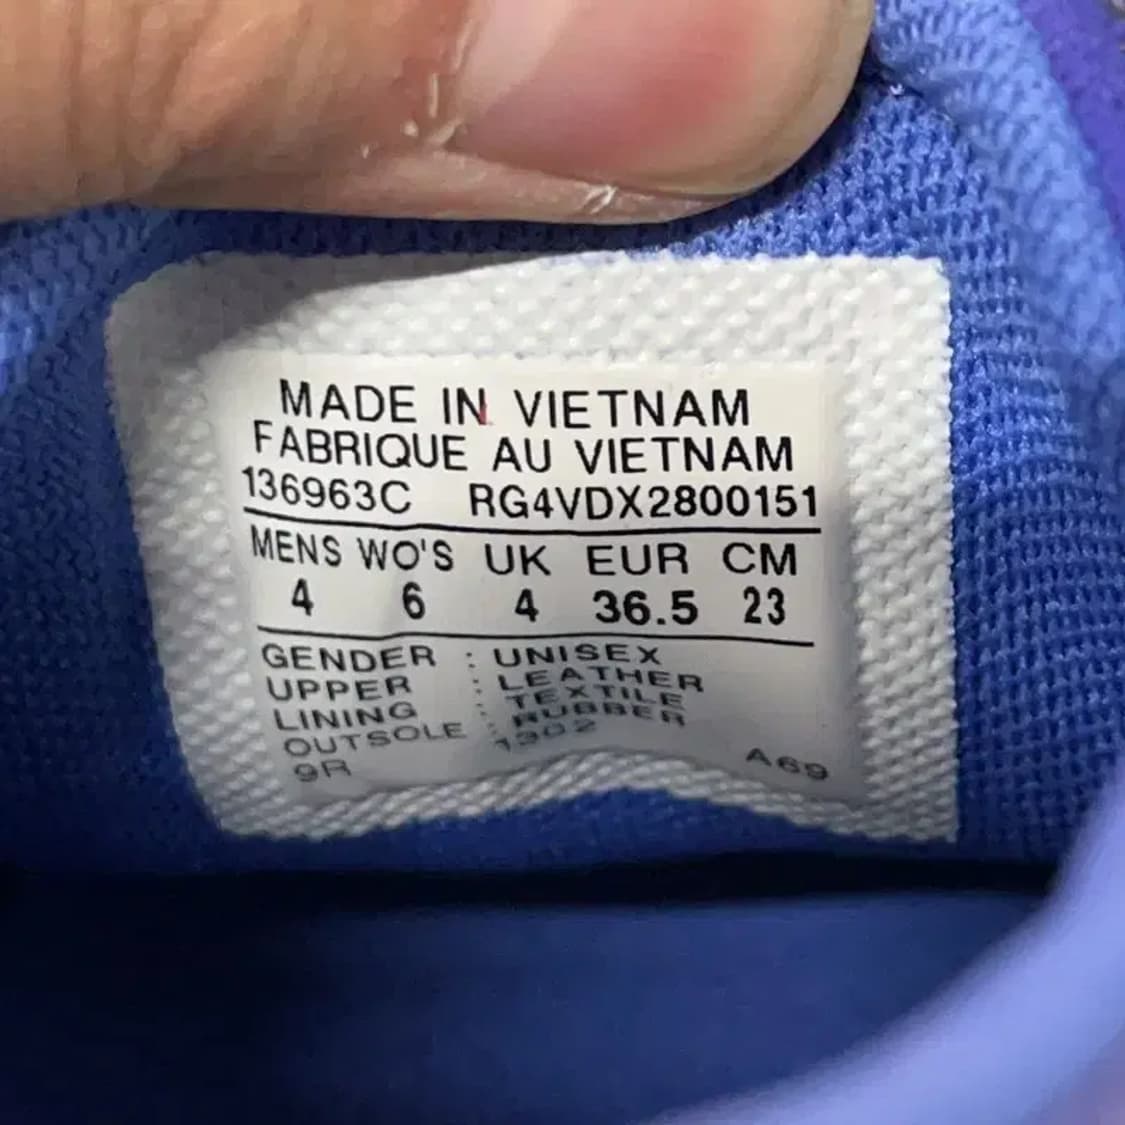 MADE IN VIETNAM
FABRIQUE AU VIETNAM
136963C RG4VDX2800151
MENS WO'S UK EUR CM
4 6 4 36.5 23
GENDER : UNISEX
UPPER : LEATHER
LINING : TEXTILE
OUTSOLE : RUBBER
9R 1302 A69